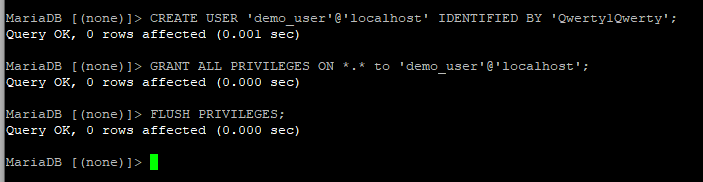 MariaDB [(none)]> CREATE USER 'demo_user'@'localhost' IDENTIFIED BY 'Qwerty1Qwerty';
Query OK, 0 rows affected (0.001 sec)
MariaDB [(none)]> GRANT ALL PRIVILEGES ON *.* to 'demo_user'@'localhost';
Query OK, 0 rows affected (0.000 sec)
MariaDB [(none)]> FLUSH PRIVILEGES;
Query OK, 0 rows affected (0.000 sec)
MariaDB [(none)]>